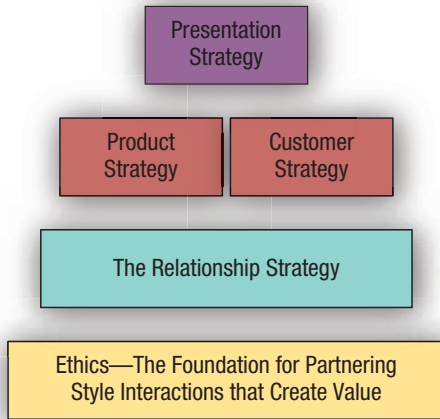 Presentation
Strategy
Product
Strategy
Customer
Strategy
The Relationship Strategy
Ethics—The Foundation for Partnering
Style Interactions that Create Value